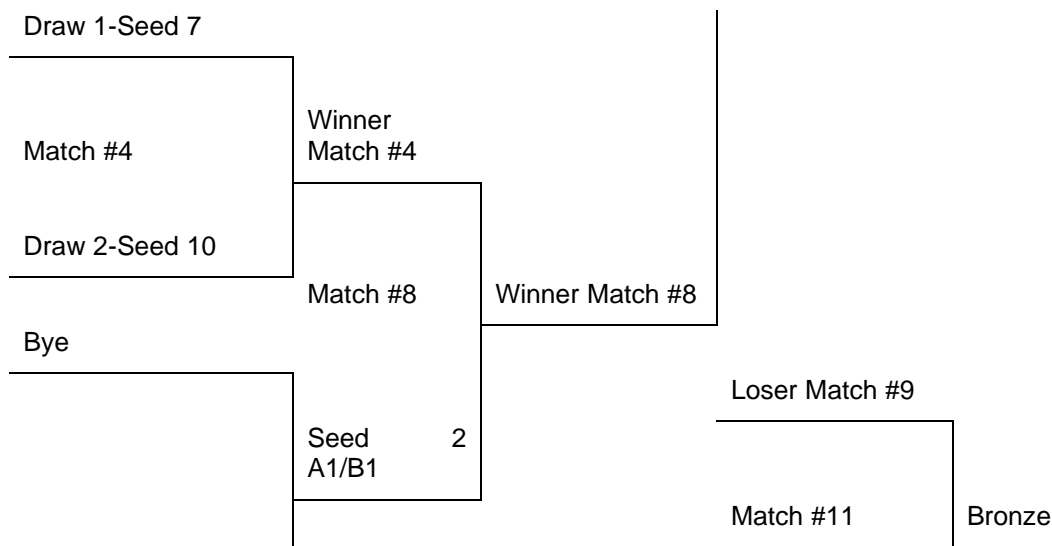 Draw 1-Seed 7
Winner
Match #4
Match #4
Draw 2-Seed 10
Match #8
Winner Match #8
Bye
Loser Match #9
Seed 2
A1/B1
Match #11
Bronze